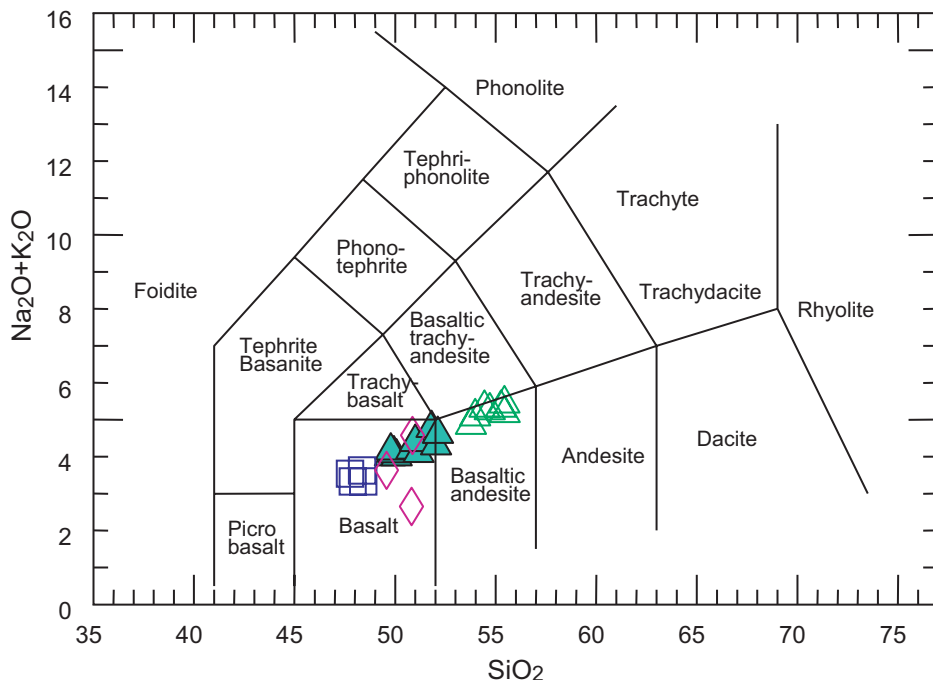 16
14
12
10
8
6
4
2
0
Na₂O+K₂O
Phonolite
Tephri-
phonolite
Trachyte
Phono-
tephrite
Foidite
Trachy-
andesite
Trachydacite
Rhyolite
Basaltic
trachy-
andesite
Tephrite
Basanite
Trachy-
basalt
Andesite
Dacite
Basaltic
andesite
Basalt
Picro
basalt
35 40 45 50 55 60 65 70 75
SiO₂